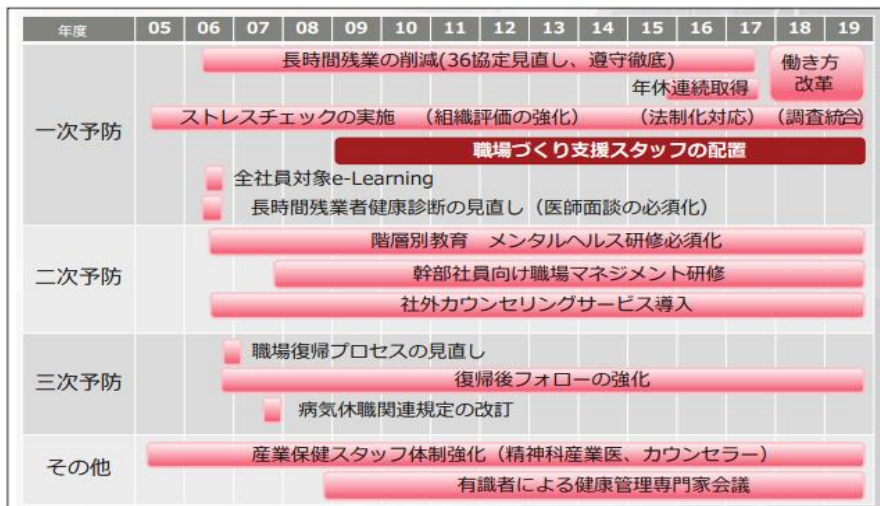 年度 05 06 07 08 09 10 11 12 13 14 15 16 17 18 19
一次予防
長時間残業の削減(36協定見直し、遵守徹底)
働き方
改革
年休連続取得
ストレスチェックの実施 （組織評価の強化） （法制化対応）（調査統合）
職場づくり支援スタッフの配置
全社員対象e-Learning
長時間残業者健康診断の見直し（医師面談の必須化）
二次予防
階層別教育 メンタルヘルス研修必須化
幹部社員向け職場マネジメント研修
社外カウンセリングサービス導入
三次予防
職場復帰プロセスの見直し
復帰後フォローの強化
病気休職関連規定の改訂
その他
産業保健スタッフ体制強化（精神科産業医、カウンセラー）
有識者による健康管理専門家会議